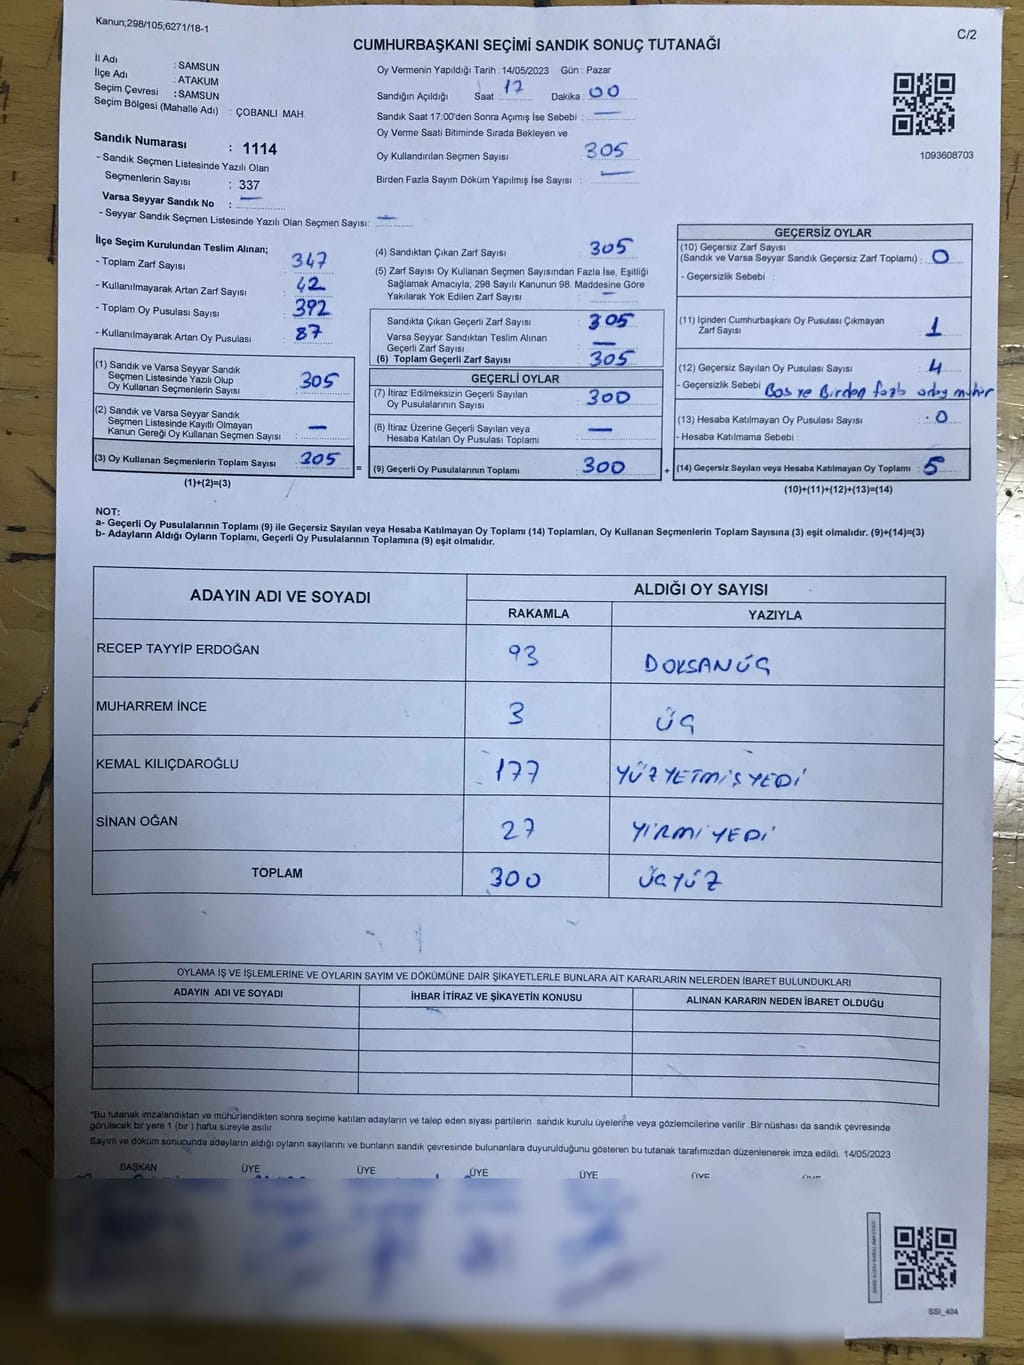 Kanun;298/105;6271/18-1
C/2
CUMHURBAŞKANI SEÇİMİ SANDIK SONUÇ TUTANAĞI
İl Adı : SAMSUN
İlçe Adı : ATAKUM
Seçim Çevresi : SAMSUN
Seçim Bölgesi (Mahalle Adı) : ÇOBANLI MAH
Sandık Numarası : 1114
- Sandık Seçmen Listesinde Yazılı Olan
Seçmenlerin Sayısı : 337
Varsa Seyyar Sandık No : —
- Seyyar Sandık Seçmen Listesinde Yazılı Olan Seçmen Sayısı: —
Oy Vermenin Yapıldığı Tarih : 14/05/2023 Gün : Pazar
Sandığın Açıldığı Saat : 17 Dakika : 00
Sandık Saat 17:00'den Sonra Açımış İse Sebebi : —
Oy Verme Saati Bitiminde Sırada Bekleyen ve
Oy Kullandırılan Seçmen Sayısı : 305
Birden Fazla Sayım Döküm Yapılmış İse Sayısı : —
1093608703
İlçe Seçim Kurulundan Teslim Alınan;
- Toplam Zarf Sayısı : 347
- Kullanılmayarak Artan Zarf Sayısı : 42
- Toplam Oy Pusulası Sayısı : 392
- Kullanılmayarak Artan Oy Pusulası : 87
(1) Sandık ve Varsa Seyyar Sandık
Seçmen Listesinde Yazılı Olup
Oy Kullanan Seçmenlerin Sayısı : 305
(2) Sandık ve Varsa Seyyar Sandık
Seçmen Listesinde Kayıtlı Olmayan
Kanun Gereği Oy Kullanan Seçmen Sayısı : —
(3) Oy Kullanan Seçmenlerin Toplam Sayısı : 305
(1)+(2)=(3)
(4) Sandıktan Çıkan Zarf Sayısı : 305
(5) Zarf Sayısı Oy Kullanan Seçmen Sayısından Fazla İse, Eşitliği
Sağlamak Amacıyla; 298 Sayılı Kanunun 98. Maddesine Göre
Yakılarak Yok Edilen Zarf Sayısı : —
Sandıkta Çıkan Geçerli Zarf Sayısı : 305
Varsa Seyyar Sandıktan Teslim Alınan
Geçerli Zarf Sayısı : —
(6) Toplam Geçerli Zarf Sayısı : 305
GEÇERLİ OYLAR
(7) İtiraz Edilmeksizin Geçerli Sayılan
Oy Pusulalarının Sayısı : 300
(8) İtiraz Üzerine Geçerli Sayılan veya
Hesaba Katılan Oy Pusulası Toplamı : —
= (9) Geçerli Oy Pusulalarının Toplamı : 300
GEÇERSİZ OYLAR
(10) Geçersiz Zarf Sayısı
(Sandık ve Varsa Seyyar Sandık Geçersiz Zarf Toplamı) : 0
- Geçersizlik Sebebi :
(11) İçinden Cumhurbaşkanı Oy Pusulası Çıkmayan
Zarf Sayısı : 1
(12) Geçersiz Sayılan Oy Pusulası Sayısı : 4
- Geçersizlik Sebebi Boş ve Birden fazla mühür
(13) Hesaba Katılmayan Oy Pusulası Sayısı : 0
- Hesaba Katılmama Sebebi :
+ (14) Geçersiz Sayılan veya Hesaba Katılmayan Oy Toplamı : 5
(10)+(11)+(12)+(13)=(14)
NOT:
a- Geçerli Oy Pusulalarının Toplamı (9) ile Geçersiz Sayılan veya Hesaba Katılmayan Oy Toplamı (14) Toplamları, Oy Kullanan Seçmenlerin Toplam Sayısına (3) eşit olmalıdır. (9)+(14)=(3)
b- Adayların Aldığı Oyların Toplamı, Geçerli Oy Pusulalarının Toplamına (9) eşit olmalıdır.
ADAYIN ADI VE SOYADI ALDIĞI OY SAYISI
RAKAMLA YAZIYLA
RECEP TAYYİP ERDOĞAN 93 DOKSANÜÇ
MUHARREM İNCE 3 ÜÇ
KEMAL KILIÇDAROĞLU 177 YÜZYETMİŞYEDİ
SİNAN OĞAN 27 YİRMİYEDİ
TOPLAM 300 ÜÇYÜZ
OYLAMA İŞ VE İŞLEMLERİNE VE OYLARIN SAYIM VE DÖKÜMÜNE DAİR ŞİKAYETLERLE BUNLARA AİT KARARLARIN NELERDEN İBARET BULUNDUKLARI
ADAYIN ADI VE SOYADI İHBAR İTİRAZ VE ŞİKAYETİN KONUSU ALINAN KARARIN NEDEN İBARET OLDUĞU
*Bu tutanak imzalandıktan ve mühürlendikten sonra seçime katılan adayların ve talep eden siyasi partilerin sandık kurulu üyelerine veya gözlemcilerine verilir .Bir nüshası da sandık çevresinde
görülecek bir yere 1 (bir ) hafta süreyle asılır
Sayım ve döküm sonucunda adayların aldığı oyların sayılarını ve bunların sandık çevresinde bulunanlara duyurulduğunu gösteren bu tutanak tarafımızdan düzenlenerek imza edildi. 14/05/2023
BAŞKAN ÜYE ÜYE ÜYE ÜYE ÜYE ÜYE
SSI_404